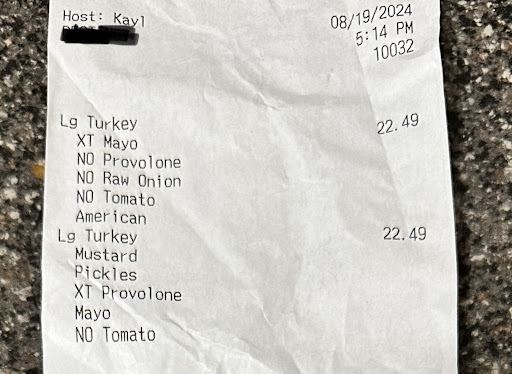 Host: Kayl 08/19/2024
5:14 PM
10032
Lg Turkey 22.49
XT Mayo
NO Provolone
NO Raw Onion
NO Tomato
American
Lg Turkey 22.49
Mustard
Pickles
XT Provolone
Mayo
NO Tomato